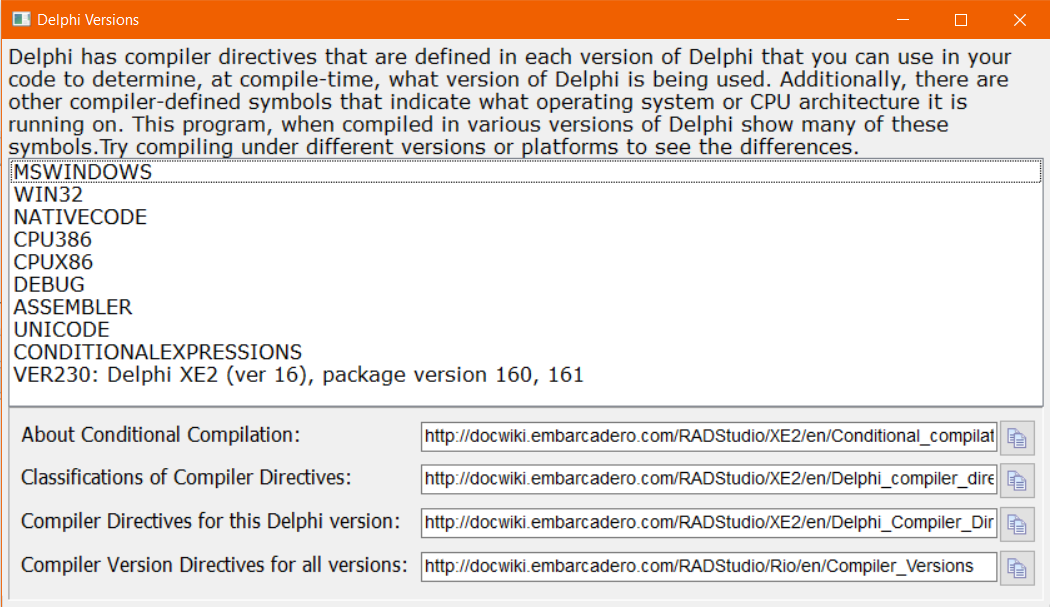 Delphi Versions
Delphi has compiler directives that are defined in each version of Delphi that you can use in your
code to determine, at compile-time, what version of Delphi is being used. Additionally, there are
other compiler-defined symbols that indicate what operating system or CPU architecture it is
running on. This program, when compiled in various versions of Delphi show many of these
symbols.Try compiling under different versions or platforms to see the differences.
MSWINDOWS
WIN32
NATIVECODE
CPU386
CPUX86
DEBUG
ASSEMBLER
UNICODE
CONDITIONALEXPRESSIONS
VER230: Delphi XE2 (ver 16), package version 160, 161
About Conditional Compilation: http://docwiki.embarcadero.com/RADStudio/XE2/en/Conditional_compilat
Classifications of Compiler Directives: http://docwiki.embarcadero.com/RADStudio/XE2/en/Delphi_compiler_dire
Compiler Directives for this Delphi version: http://docwiki.embarcadero.com/RADStudio/XE2/en/Delphi_Compiler_Dir
Compiler Version Directives for all versions: http://docwiki.embarcadero.com/RADStudio/Rio/en/Compiler_Versions